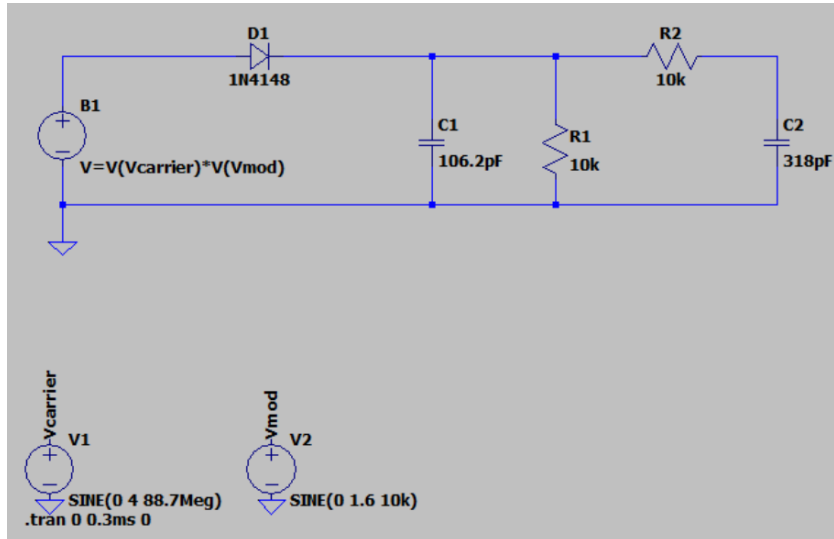 D1
1N4148
R2
10k
B1
V=V(Vcarrier)*V(Vmod)
C1
106.2pF
R1
10k
C2
318pF
Vcarrier
V1
SINE(0 4 88.7Meg)
.tran 0 0.3ms 0
Vmod
V2
SINE(0 1.6 10k)